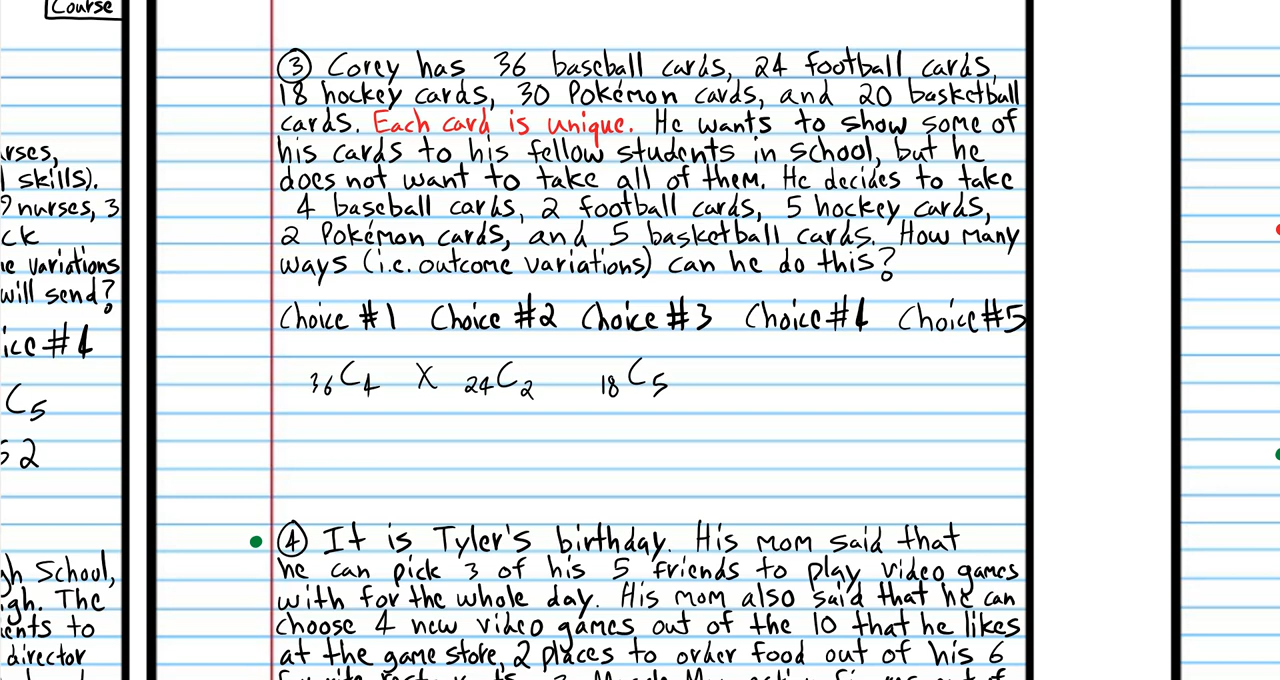 Course
③ Corey has 36 baseball cards, 24 football cards,
18 hockey cards, 30 Pokémon cards, and 20 basketball
cards. Each card is unique. He wants to show some of
his cards to his fellow students in school, but he
does not want to take all of them. He decides to take
4 baseball cards, 2 football cards, 5 hockey cards,
2 Pokémon cards, and 5 basketball cards. How many
ways (i.e. outcome variations) can he do this?
Choice #1 Choice #2 Choice #3 Choice #4 Choice #5
₃₆C₄ X ₂₄C₂ ₁₈C₅
④ It is Tyler's birthday. His mom said that
he can pick 3 of his 5 friends to play video games
with for the whole day. His mom also said that he can
choose 4 new video games out of the 10 that he likes
at the game store, 2 places to order food out of his 6
skills).
nurses, 3
variations
will send?
#4
C₅
2
School,
The
to
director